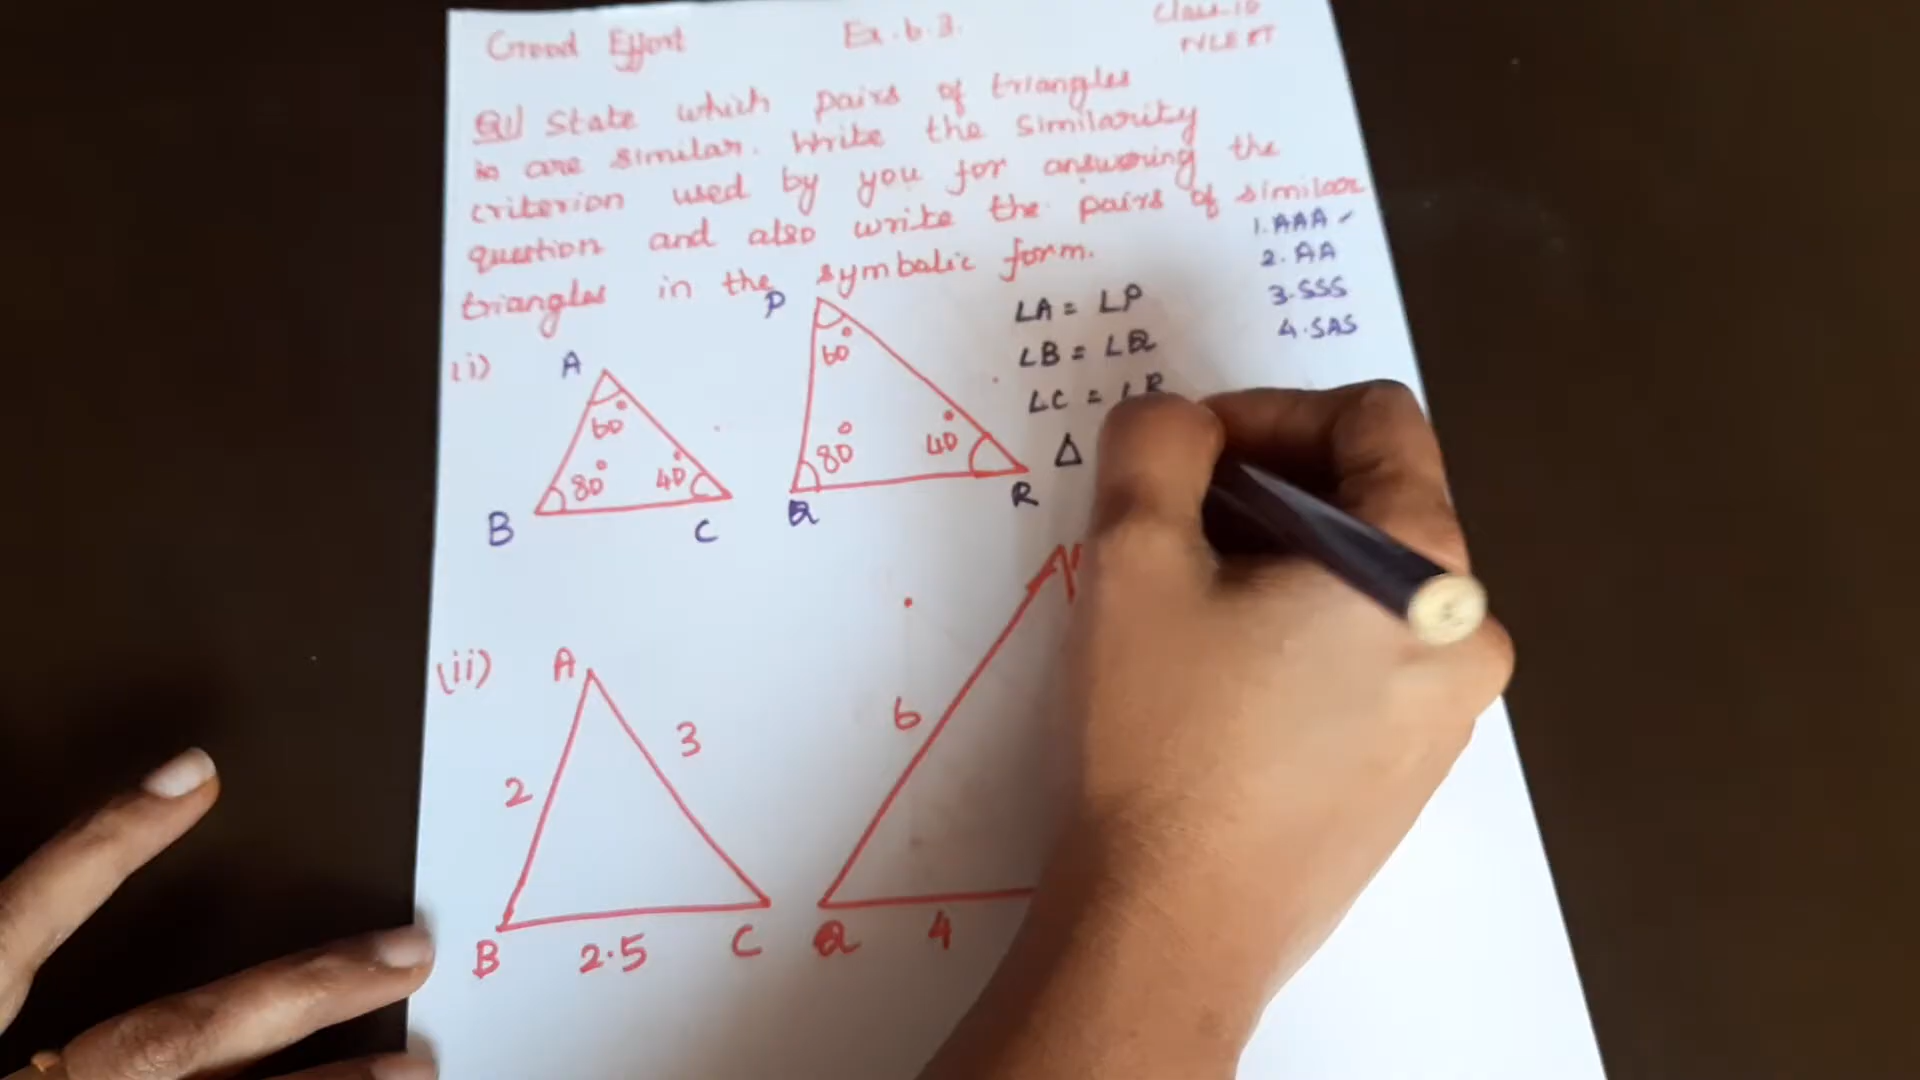 Good Effort Ex. 6.3. Class-10
NCERT
Q1) State which pairs of triangles
in are similar. Write the similarity
criterion used by you for answering the
question and also write the pairs of similar
triangles in the symbolic form.
1. AAA ✓
2. AA
3. SSS
4. SAS
∠A = ∠P
∠B = ∠Q
∠C = ∠R
Δ
(i)
A
60°
B
80°
40°
C
P
60°
80°
40°
Q
R
(ii)
A
2
3
B
2.5
C
6
Q
4